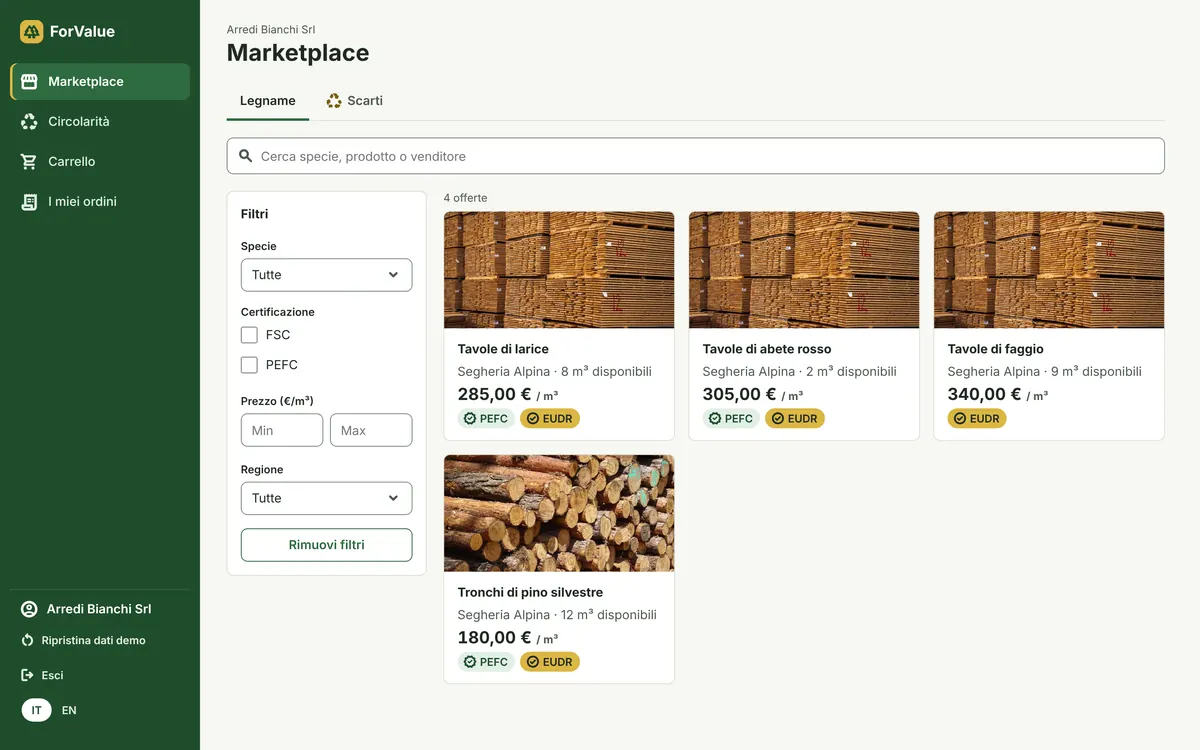 ForValue
Marketplace
Circolarità
Carrello
I miei ordini
Arredi Bianchi Srl
Ripristina dati demo
Esci
IT EN
Arredi Bianchi Srl
Marketplace
Legname Scarti
Cerca specie, prodotto o venditore
Filtri
Specie
Tutte
Certificazione
FSC
PEFC
Prezzo (€/m³)
Min Max
Regione
Tutte
Rimuovi filtri
4 offerte
Tavole di larice
Segheria Alpina · 8 m³ disponibili
285,00 € / m³
PEFC EUDR
Tavole di abete rosso
Segheria Alpina · 2 m³ disponibili
305,00 € / m³
PEFC EUDR
Tavole di faggio
Segheria Alpina · 9 m³ disponibili
340,00 € / m³
EUDR
Tronchi di pino silvestre
Segheria Alpina · 12 m³ disponibili
180,00 € / m³
PEFC EUDR